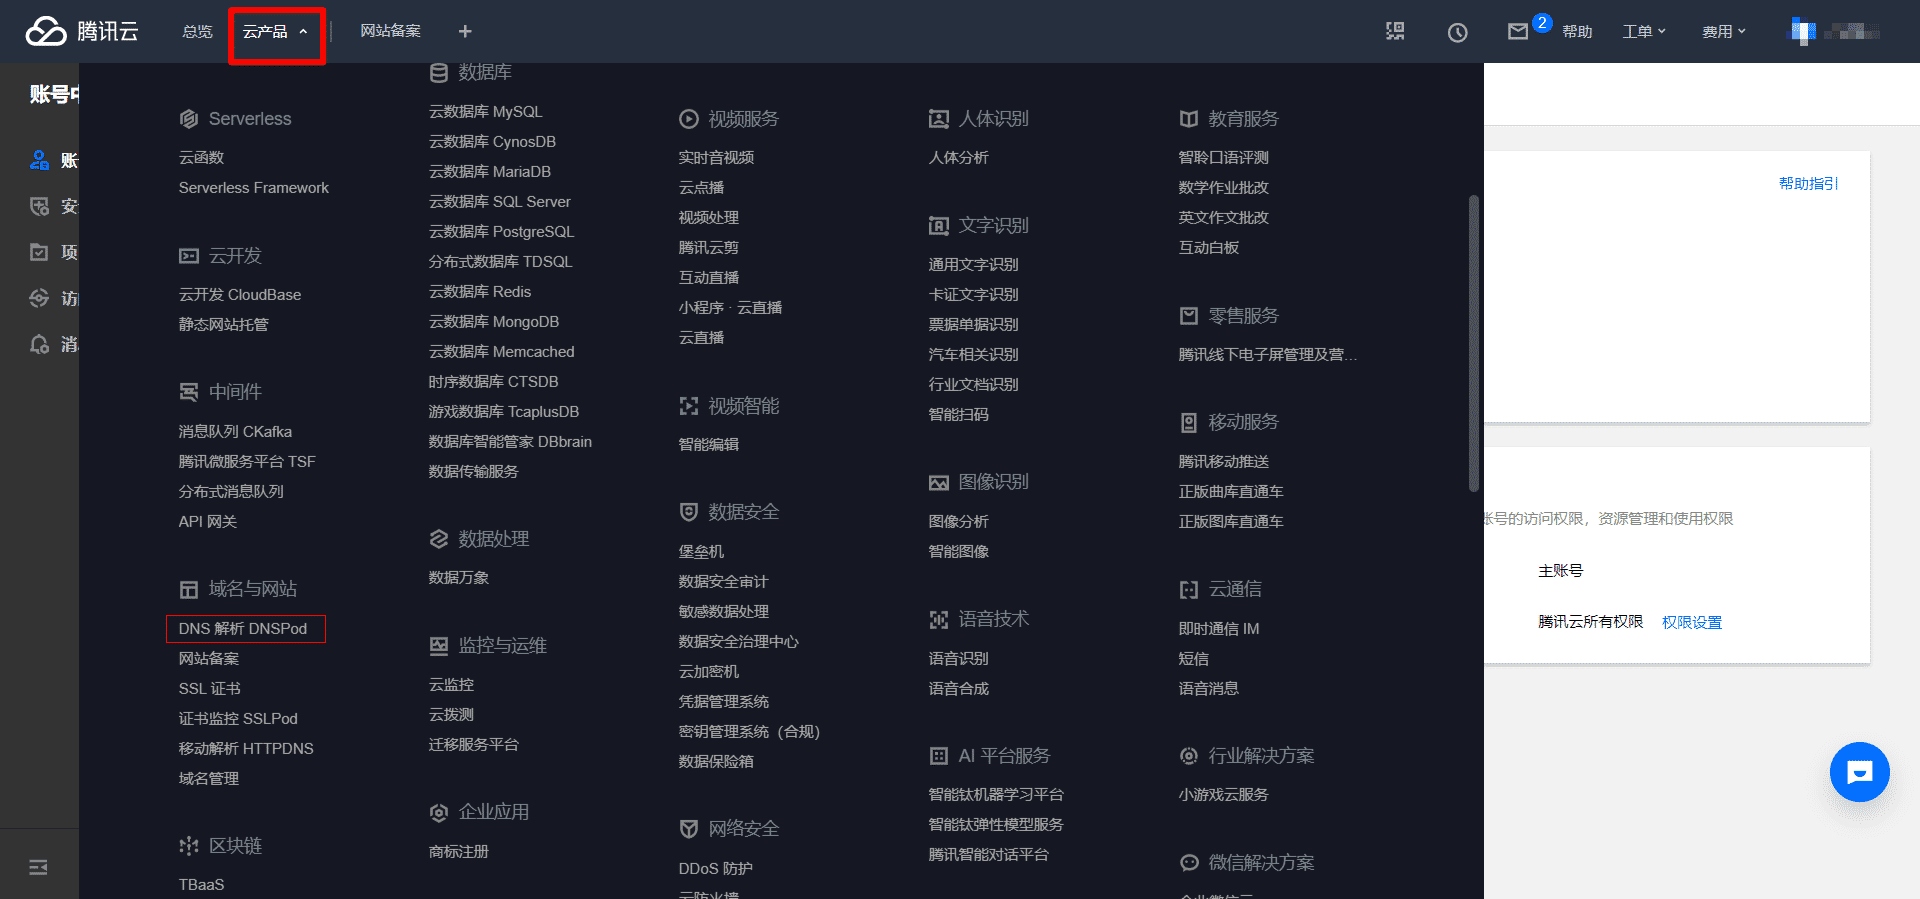 腾讯云
总览
云产品
网站备案
2
帮助
工单
费用
账号中
账
安
项
访
消
Serverless
云函数
Serverless Framework
云开发
云开发 CloudBase
静态网站托管
中间件
消息队列 CKafka
腾讯微服务平台 TSF
分布式消息队列
API 网关
域名与网站
DNS 解析 DNSPod
网站备案
SSL 证书
证书监控 SSLPod
移动解析 HTTPDNS
域名管理
区块链
TBaaS
数据库
云数据库 MySQL
云数据库 CynosDB
云数据库 MariaDB
云数据库 SQL Server
云数据库 PostgreSQL
分布式数据库 TDSQL
云数据库 Redis
云数据库 MongoDB
云数据库 Memcached
时序数据库 CTSDB
游戏数据库 TcaplusDB
数据库智能管家 DBbrain
数据传输服务
数据处理
数据万象
监控与运维
云监控
云拨测
迁移服务平台
企业应用
商标注册
视频服务
实时音视频
云点播
视频处理
腾讯云剪
互动直播
小程序 · 云直播
云直播
视频智能
智能编辑
数据安全
堡垒机
数据安全审计
敏感数据处理
数据安全治理中心
云加密机
凭据管理系统
密钥管理系统（合规）
数据保险箱
网络安全
DDoS 防护
云防火墙
人体识别
人体分析
文字识别
通用文字识别
卡证文字识别
票据单据识别
汽车相关识别
行业文档识别
智能扫码
图像识别
图像分析
智能图像
语音技术
语音识别
语音合成
AI 平台服务
智能钛机器学习平台
智能钛弹性模型服务
腾讯智能对话平台
教育服务
智聆口语评测
数学作业批改
英文作文批改
互动白板
零售服务
腾讯线下电子屏管理及营...
移动服务
腾讯移动推送
正版曲库直通车
正版图库直通车
云通信
即时通信 IM
短信
语音消息
行业解决方案
小游戏云服务
微信解决方案
企业微信云
帮助指引
账号的访问权限，资源管理和使用权限
主账号
腾讯云所有权限
权限设置